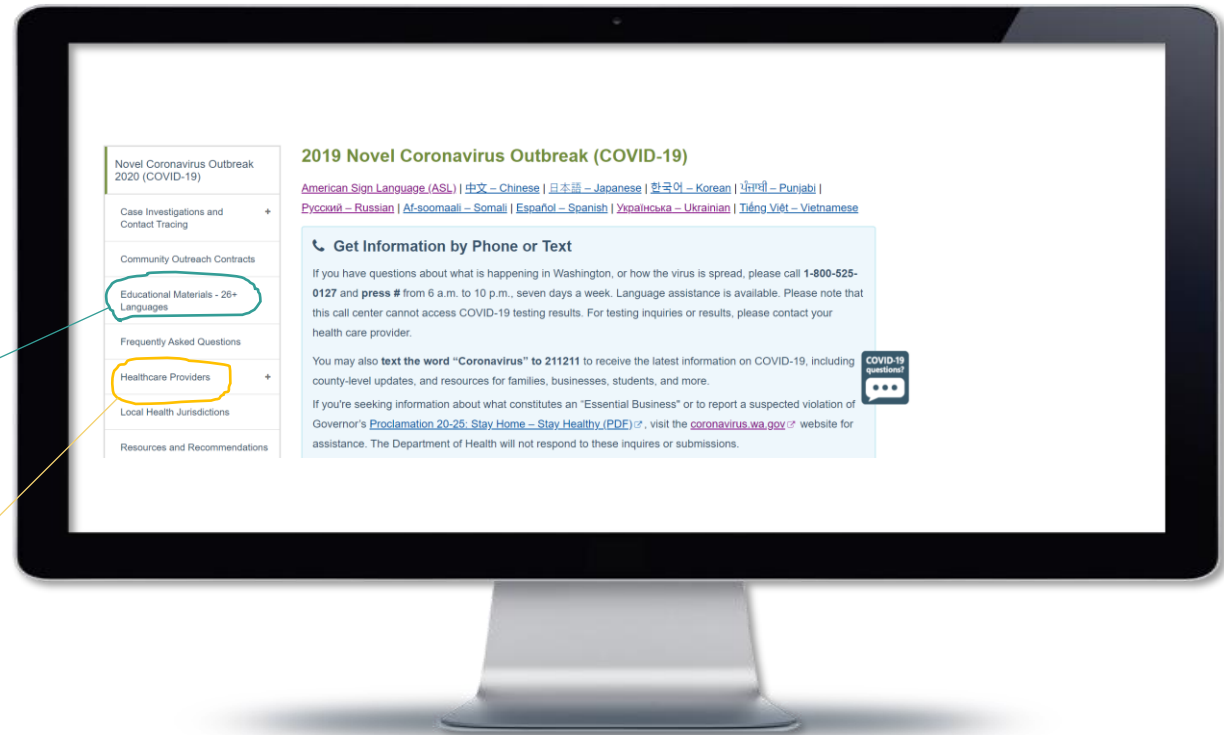 Novel Coronavirus Outbreak
2020 (COVID-19)
Case Investigations and +
Contact Tracing
Community Outreach Contracts
Educational Materials - 26+
Languages
Frequently Asked Questions
Healthcare Providers +
Local Health Jurisdictions
Resources and Recommendations
2019 Novel Coronavirus Outbreak (COVID-19)
American Sign Language (ASL) | 中文 – Chinese | 日本語 – Japanese | 한국어 – Korean | ਪੰਜਾਬੀ – Punjabi |
Русский – Russian | Af-soomaali – Somali | Español – Spanish | Українська – Ukrainian | Tiếng Việt – Vietnamese
Get Information by Phone or Text
If you have questions about what is happening in Washington, or how the virus is spread, please call 1-800-525-
0127 and press # from 6 a.m. to 10 p.m., seven days a week. Language assistance is available. Please note that
this call center cannot access COVID-19 testing results. For testing inquiries or results, please contact your
health care provider.
You may also text the word “Coronavirus” to 211211 to receive the latest information on COVID-19, including
county-level updates, and resources for families, businesses, students, and more.
If you're seeking information about what constitutes an “Essential Business” or to report a suspected violation of
Governor’s Proclamation 20-25: Stay Home – Stay Healthy (PDF), visit the coronavirus.wa.gov website for
assistance. The Department of Health will not respond to these inquires or submissions.
COVID-19
questions?